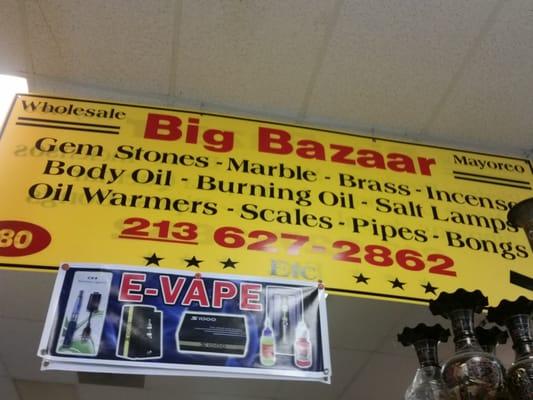 Wholesale
Big Bazaar
Mayoreo
Gem Stones - Marble - Brass - Incense
Body Oil - Burning Oil - Salt Lamps
Oil Warmers - Scales - Pipes - Bongs
80
213 627-2862
Etc.
E-VAPE
S1000